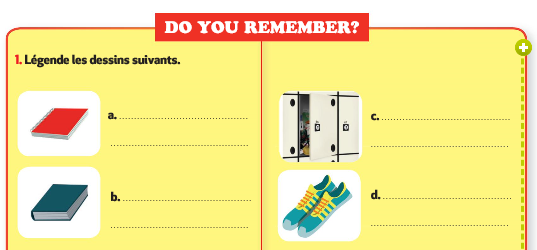 DO YOU REMEMBER?
1. Légende les dessins suivants.
a.
b.
c.
d.